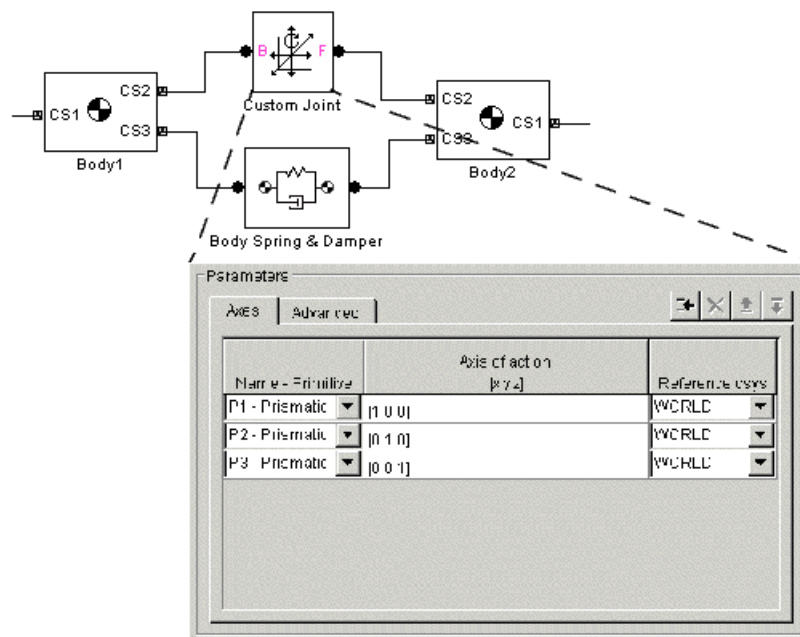 B F
CS2
CS1
CS3
Body1
Custom Joint
CS2
CS1
CS3
Body2
Body Spring & Damper
Parameters
Axes Advanced
Name - Primitive
Axis of action
[x y z]
Reference csys
P1 - Prismatic [1 0 0] WORLD
P2 - Prismatic [0 1 0] WORLD
P3 - Prismatic [0 0 1] WORLD